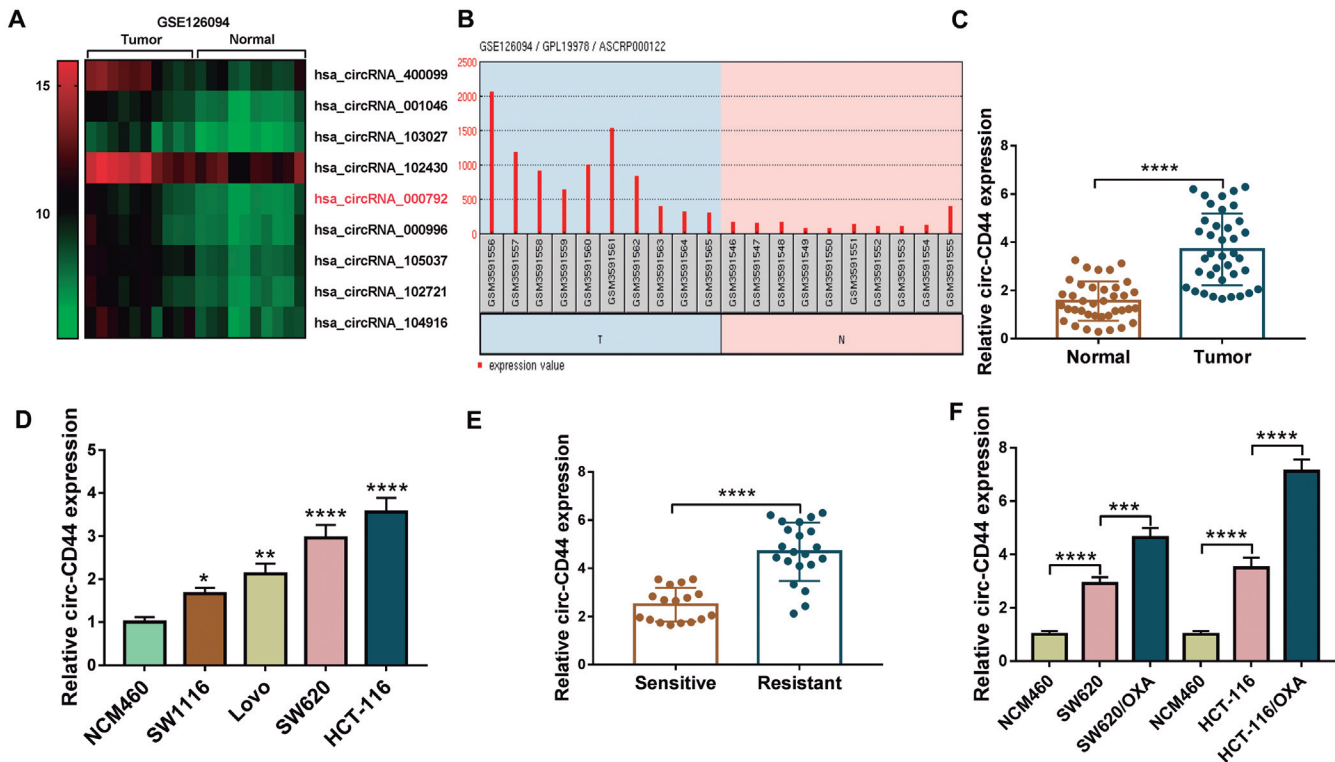 A
GSE126094
Tumor Normal
15
10
hsa_circRNA_400099
hsa_circRNA_001046
hsa_circRNA_103027
hsa_circRNA_102430
hsa_circRNA_000792
hsa_circRNA_000996
hsa_circRNA_105037
hsa_circRNA_102721
hsa_circRNA_104916
B
GSE126094 / GPL19978 / ASCRP000122
2500
2000
1500
1000
500
0
GSM3591556
GSM3591557
GSM3591558
GSM3591559
GSM3591560
GSM3591561
GSM3591562
GSM3591563
GSM3591564
GSM3591565
GSM3591546
GSM3591547
GSM3591548
GSM3591549
GSM3591550
GSM3591551
GSM3591552
GSM3591553
GSM3591554
GSM3591555
T N
expression value
C
Relative circ-CD44 expression
8
6
4
2
0
****
Normal Tumor
D
Relative circ-CD44 expression
5
4
3
2
1
0
*
**
****
****
NCM460
SW1116
Lovo
SW620
HCT-116
E
Relative circ-CD44 expression
8
6
4
2
0
****
Sensitive Resistant
F
Relative circ-CD44 expression
8
6
4
2
0
****
***
****
****
NCM460
SW620
SW620/OXA
NCM460
HCT-116
HCT-116/OXA